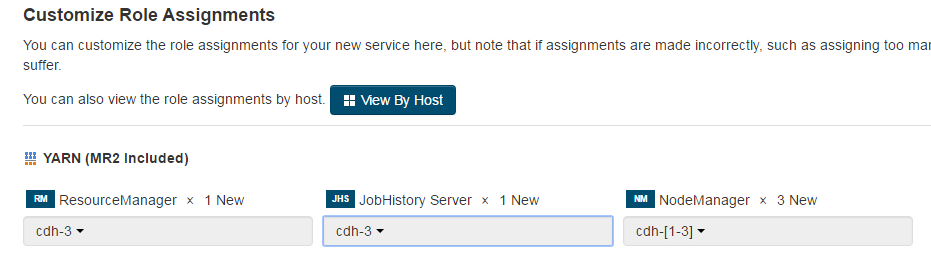 Customize Role Assignments
You can customize the role assignments for your new service here, but note that if assignments are made incorrectly, such as assigning too mar
suffer.
You can also view the role assignments by host. View By Host
YARN (MR2 Included)
RM ResourceManager × 1 New JHS JobHistory Server × 1 New NM NodeManager × 3 New
cdh-3 cdh-3 cdh-[1-3]